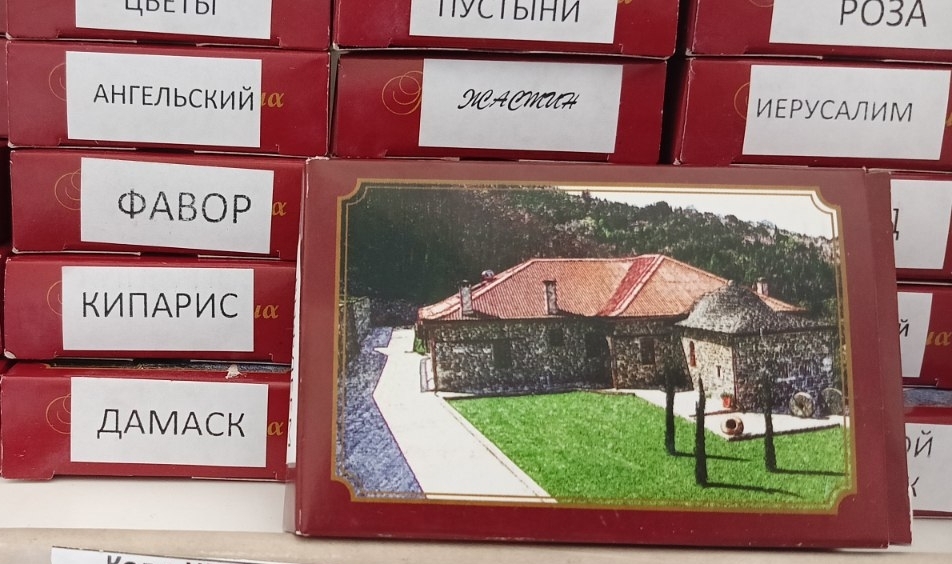 ЦВЕТЫ
ПУСТЫНИ
РОЗА
АНГЕЛЬСКИЙ
ЖАСМИН
ИЕРУСАЛИМ
ФАВОР
КИПАРИС
ДАМАСК